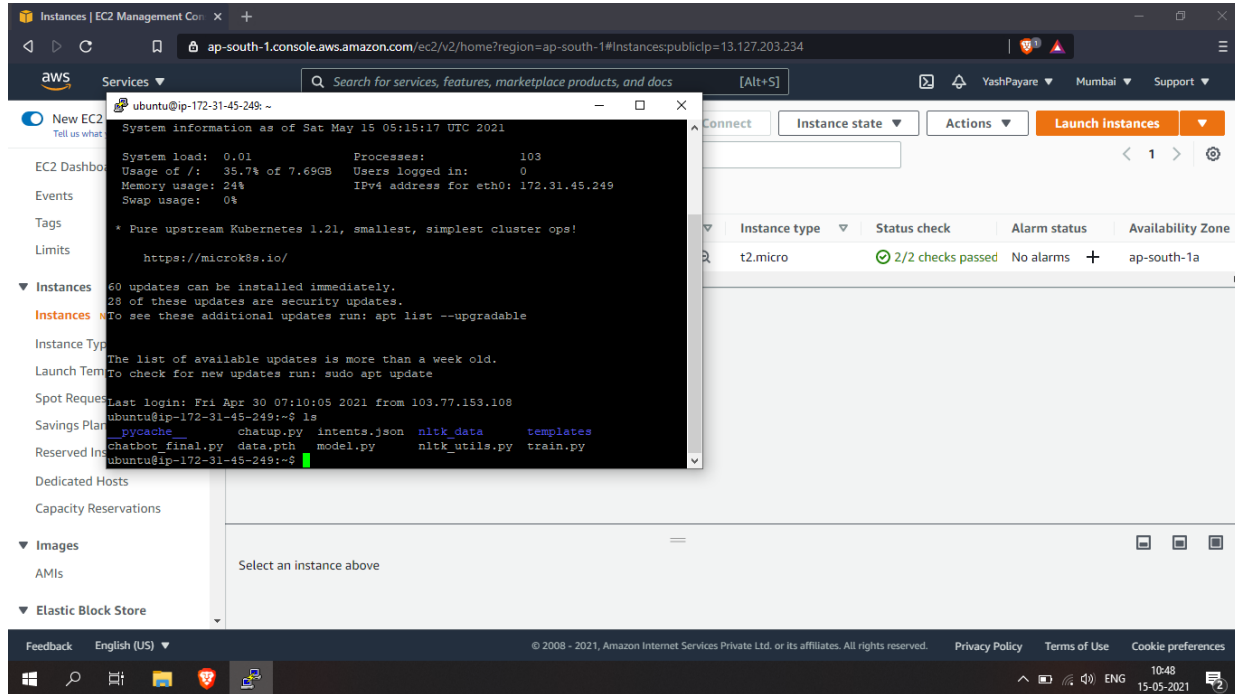 Instances | EC2 Management Con
ap-south-1.console.aws.amazon.com/ec2/v2/home?region=ap-south-1#Instances:publicIp=13.127.203.234
aws Services ▼ Search for services, features, marketplace products, and docs [Alt+S] YashPayare ▼ Mumbai ▼ Support ▼
New EC2
Tell us what
EC2 Dashboa
Events
Tags
Limits
▼ Instances
Instances
Instance Typ
Launch Tem
Spot Reques
Savings Plan
Reserved Ins
Dedicated Hosts
Capacity Reservations
▼ Images
AMIs
▼ Elastic Block Store
ubuntu@ip-172-31-45-249: ~
System information as of Sat May 15 05:15:17 UTC 2021
System load: 0.01 Processes: 103
Usage of /: 35.7% of 7.69GB Users logged in: 0
Memory usage: 24% IPv4 address for eth0: 172.31.45.249
Swap usage: 0%
* Pure upstream Kubernetes 1.21, smallest, simplest cluster ops!
https://microk8s.io/
60 updates can be installed immediately.
28 of these updates are security updates.
To see these additional updates run: apt list --upgradable
The list of available updates is more than a week old.
To check for new updates run: sudo apt update
Last login: Fri Apr 30 07:10:05 2021 from 103.77.153.108
ubuntu@ip-172-31-45-249:~$ ls
__pycache__ chatup.py intents.json nltk_data templates
chatbot_final.py data.pth model.py nltk_utils.py train.py
ubuntu@ip-172-31-45-249:~$
Connect Instance state ▼ Actions ▼ Launch instances ▼
1
Instance type Status check Alarm status Availability Zone
t2.micro 2/2 checks passed No alarms + ap-south-1a
Select an instance above
Feedback English (US) ▼ © 2008 - 2021, Amazon Internet Services Private Ltd. or its affiliates. All rights reserved. Privacy Policy Terms of Use Cookie preferences
ENG 10:48
15-05-2021
2